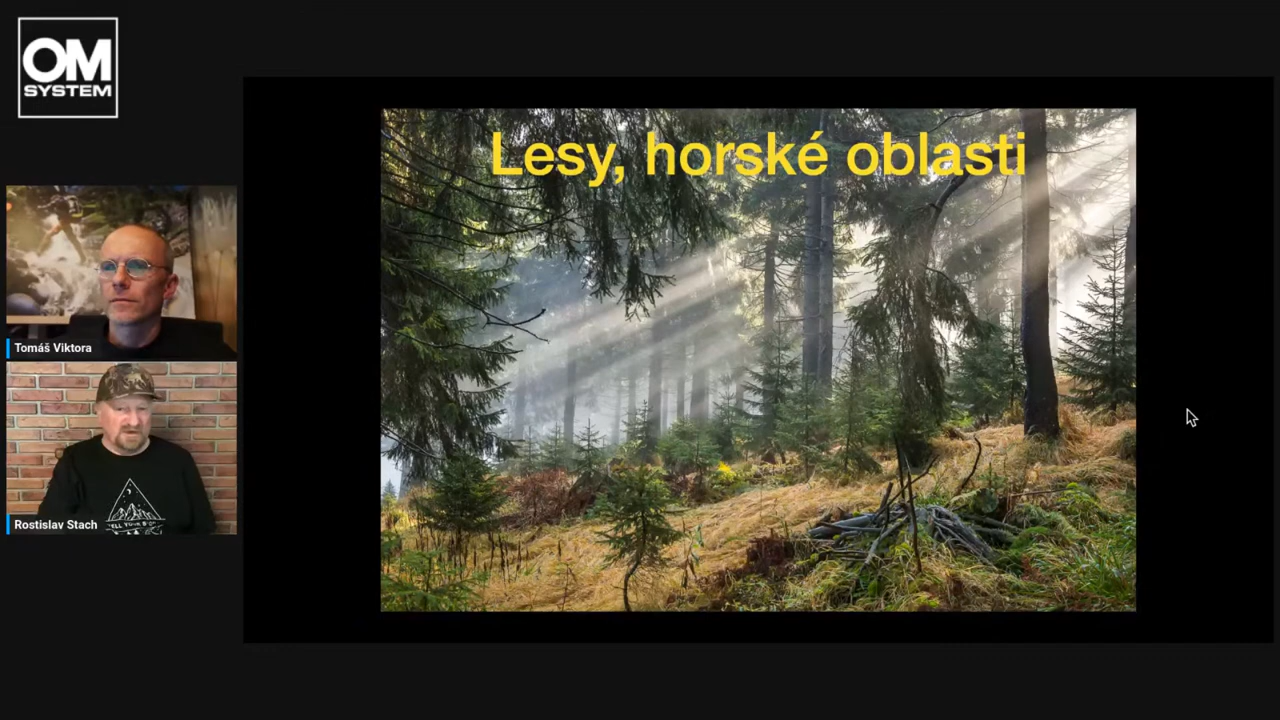 OM
SYSTEM
Lesy, horské oblasti
Tomáš Viktora
Rostislav Stach